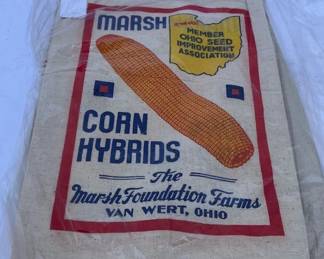 MARSH
MEMBER
OHIO SEED
IMPROVEMENT
ASSOCIATION
CORN
HYBRIDS
The
Marsh Foundation Farms
VAN WERT, OHIO